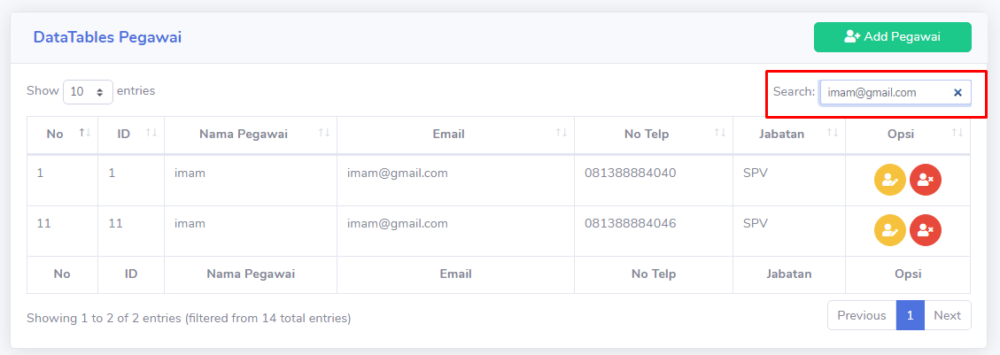 DataTables Pegawai Add Pegawai
Show 10 entries Search: imam@gmail.com
No ID Nama Pegawai Email No Telp Jabatan Opsi
1 1 imam imam@gmail.com 081388884040 SPV
11 11 imam imam@gmail.com 081388884046 SPV
No ID Nama Pegawai Email No Telp Jabatan Opsi
Showing 1 to 2 of 2 entries (filtered from 14 total entries) Previous 1 Next